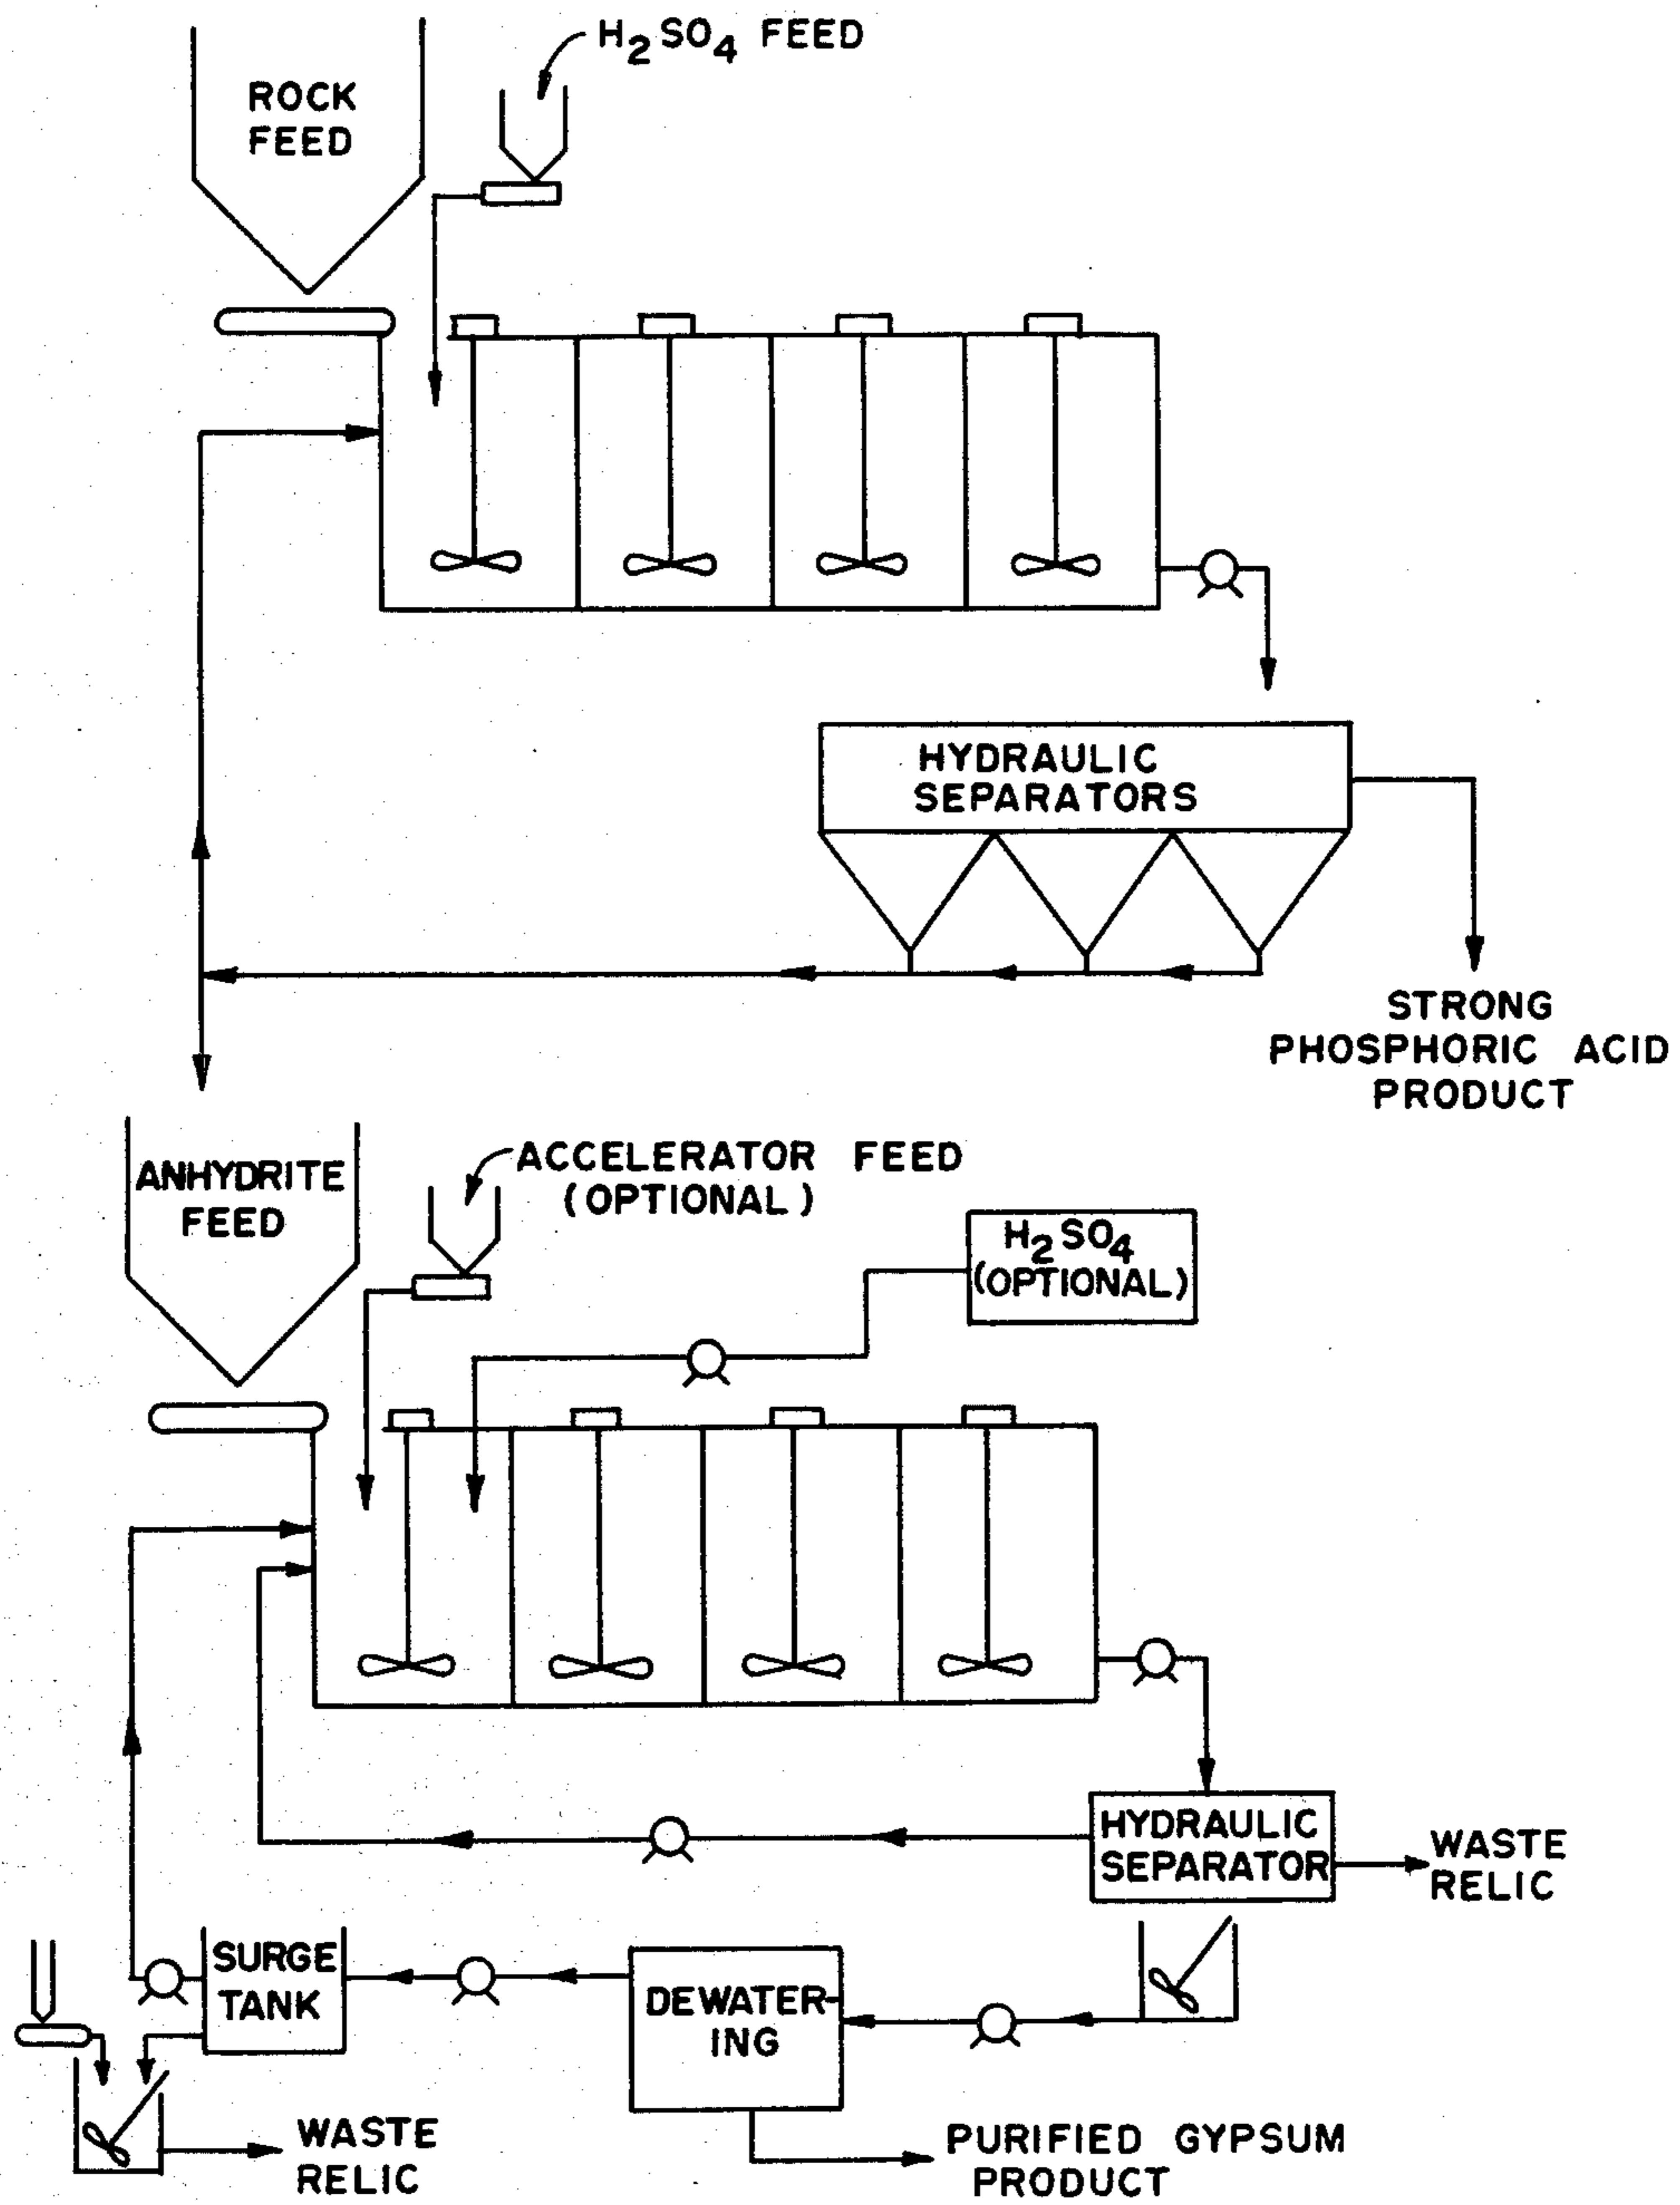 H₂SO₄ FEED
ROCK
FEED
HYDRAULIC
SEPARATORS
STRONG
PHOSPHORIC ACID
PRODUCT
ANHYDRITE
FEED
ACCELERATOR FEED
(OPTIONAL)
H₂SO₄
(OPTIONAL)
HYDRAULIC
SEPARATOR
WASTE
RELIC
SURGE
TANK
DEWATER-
ING
WASTE
RELIC
PURIFIED GYPSUM
PRODUCT